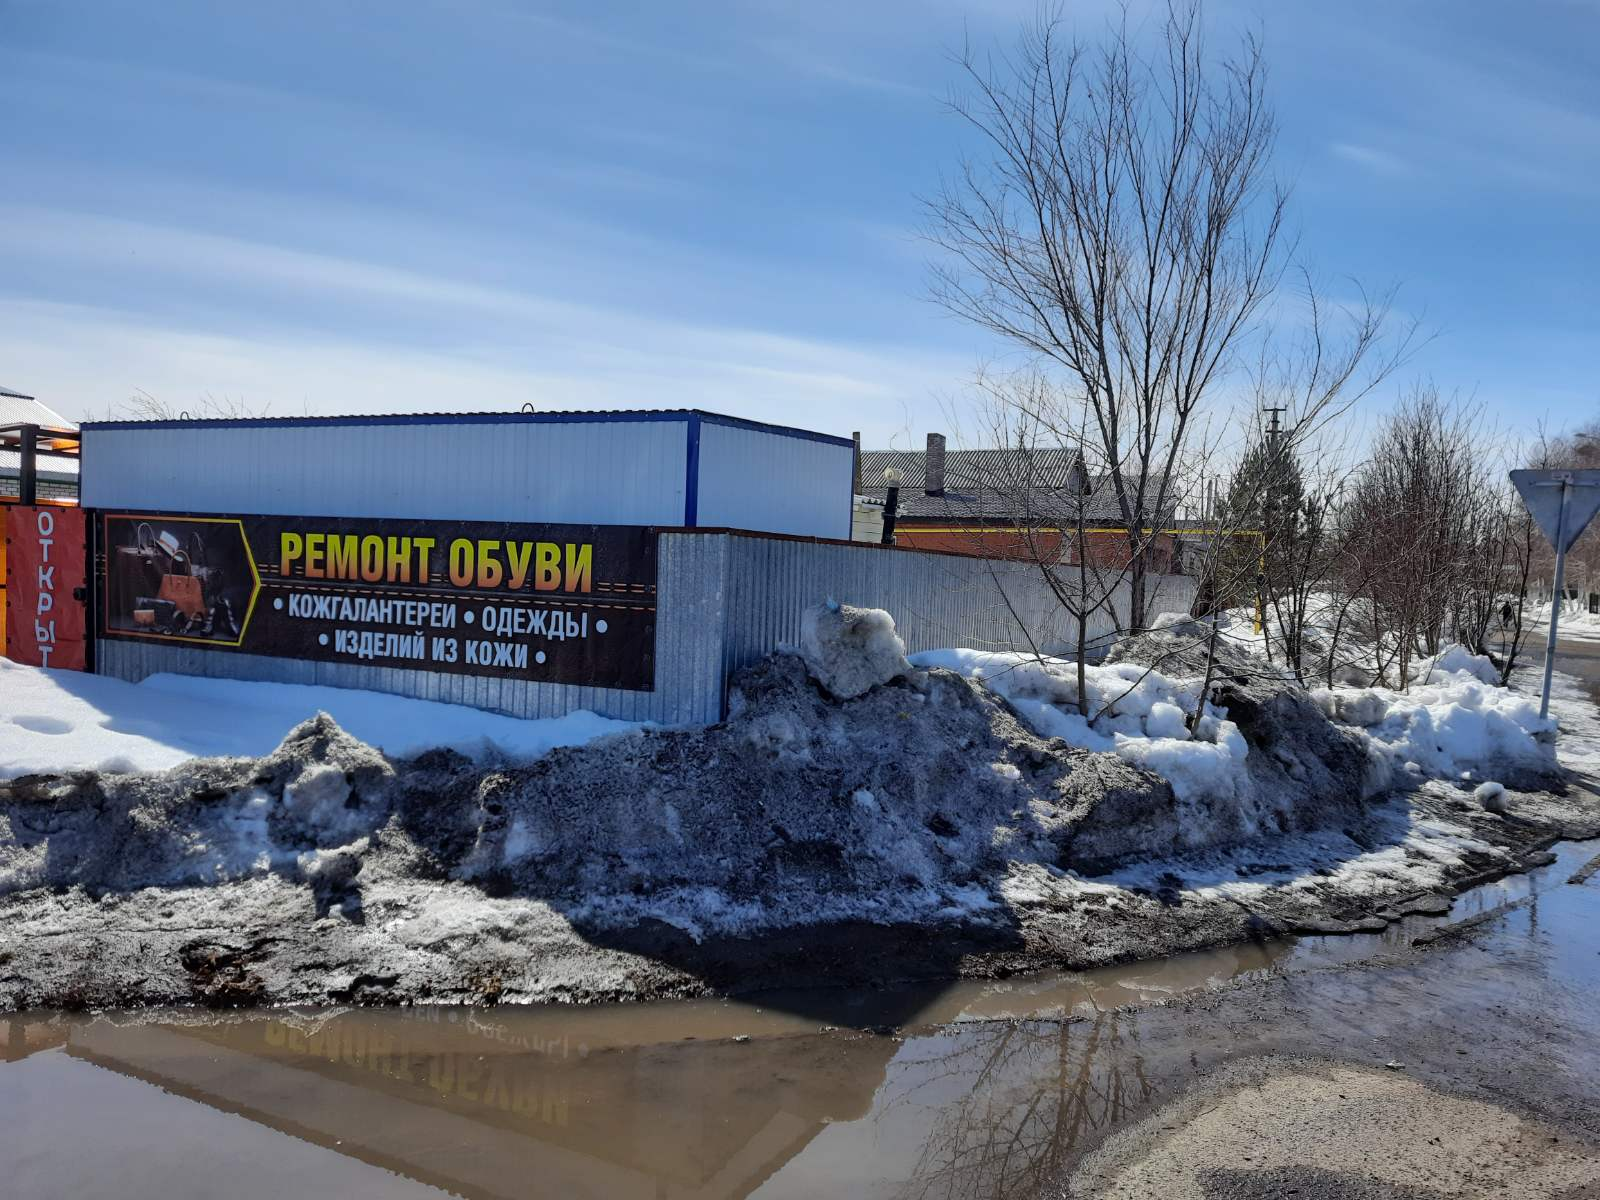 ОТКРЫТ
РЕМОНТ ОБУВИ
• КОЖГАЛАНТЕРЕИ • ОДЕЖДЫ •
• ИЗДЕЛИЙ ИЗ КОЖИ •